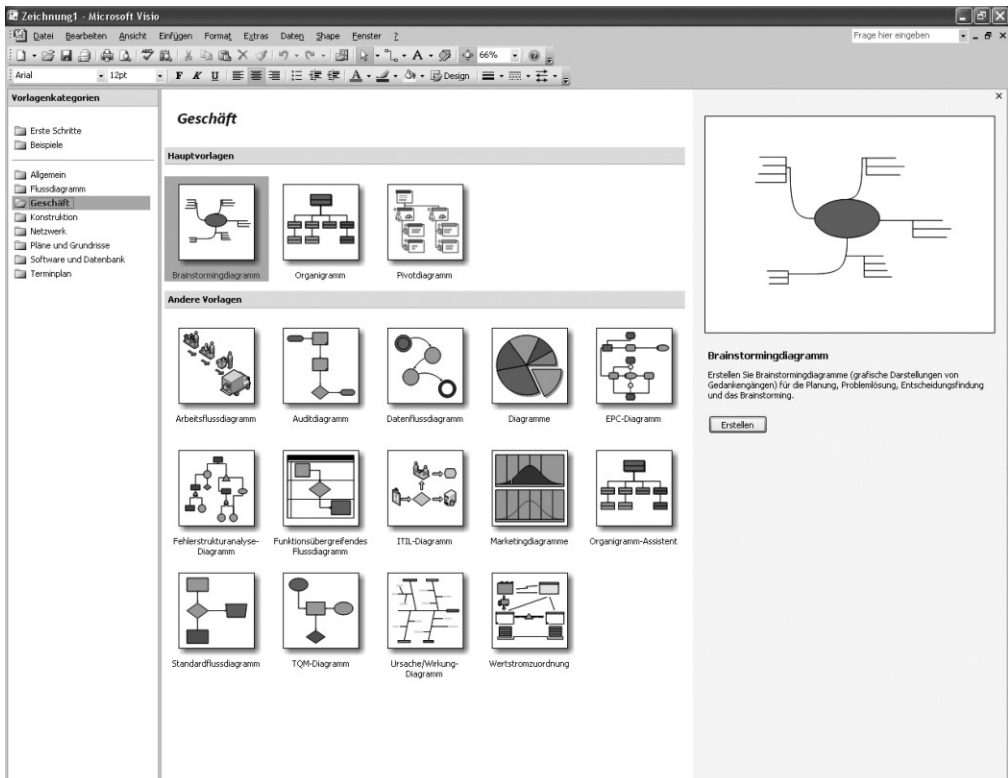 Zeichnung1 - Microsoft Visio
Datei Bearbeiten Ansicht Einfügen Format Extras Daten Shape Fenster ?
Frage hier eingeben
66%
Arial 12pt F K U Design
Vorlagenkategorien
Erste Schritte
Beispiele
Allgemein
Flussdiagramm
Geschäft
Konstruktion
Netzwerk
Pläne und Grundrisse
Software und Datenbank
Terminplan
Geschäft
Hauptvorlagen
Brainstormingdiagramm Organigramm Pivotdiagramm
Andere Vorlagen
Arbeitsflussdiagramm Auditdiagramm Datenflussdiagramm Diagramme EPC-Diagramm
Fehlerstrukturanalyse- Funktionsübergreifendes ITIL-Diagramm Marketingdiagramme Organigramm-Assistent
Diagramm Flussdiagramm
Standardflussdiagramm TQM-Diagramm Ursache/Wirkung- Wertstromzuordnung
Diagramm
Brainstormingdiagramm
Erstellen Sie Brainstormingdiagramme (grafische Darstellungen von
Gedankengängen) für die Planung, Problemlösung, Entscheidungsfindung
und das Brainstorming.
Erstellen